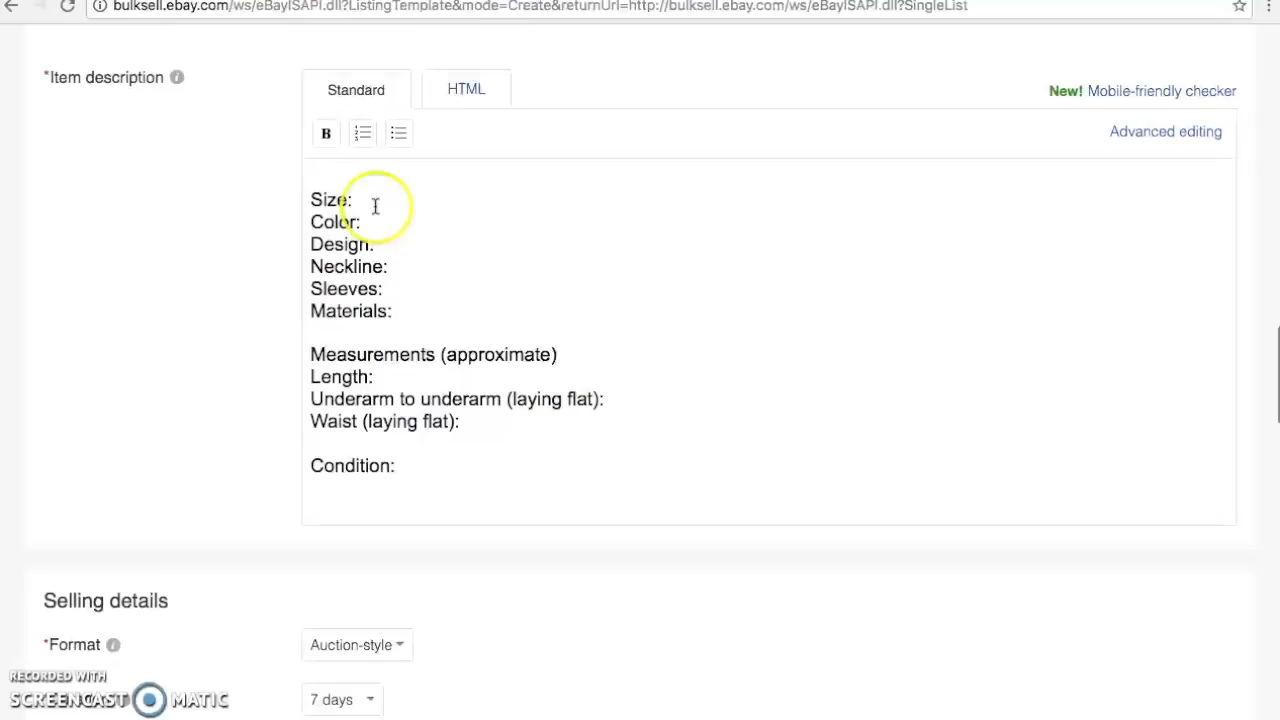 bulksell.ebay.com/ws/eBayISAPI.dll?ListingTemplate&mode=Create&returnUrl=http://bulksell.ebay.com/ws/eBayISAPI.dll?SingleList
*Item description
Standard
HTML
New! Mobile-friendly checker
B
Advanced editing
Size:
Color:
Design:
Neckline:
Sleeves:
Materials:
Measurements (approximate)
Length:
Underarm to underarm (laying flat):
Waist (laying flat):
Condition:
Selling details
*Format
Auction-style
RECORDED WITH
SCREENCAST MATIC
7 days